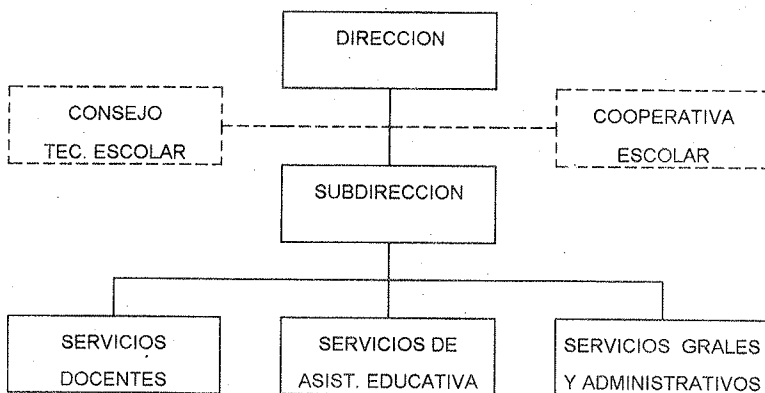 DIRECCION
CONSEJO
TEC. ESCOLAR
COOPERATIVA
ESCOLAR
SUBDIRECCION
SERVICIOS
DOCENTES
SERVICIOS DE
ASIST. EDUCATIVA
SERVICIOS GRALES
Y ADMINISTRATIVOS